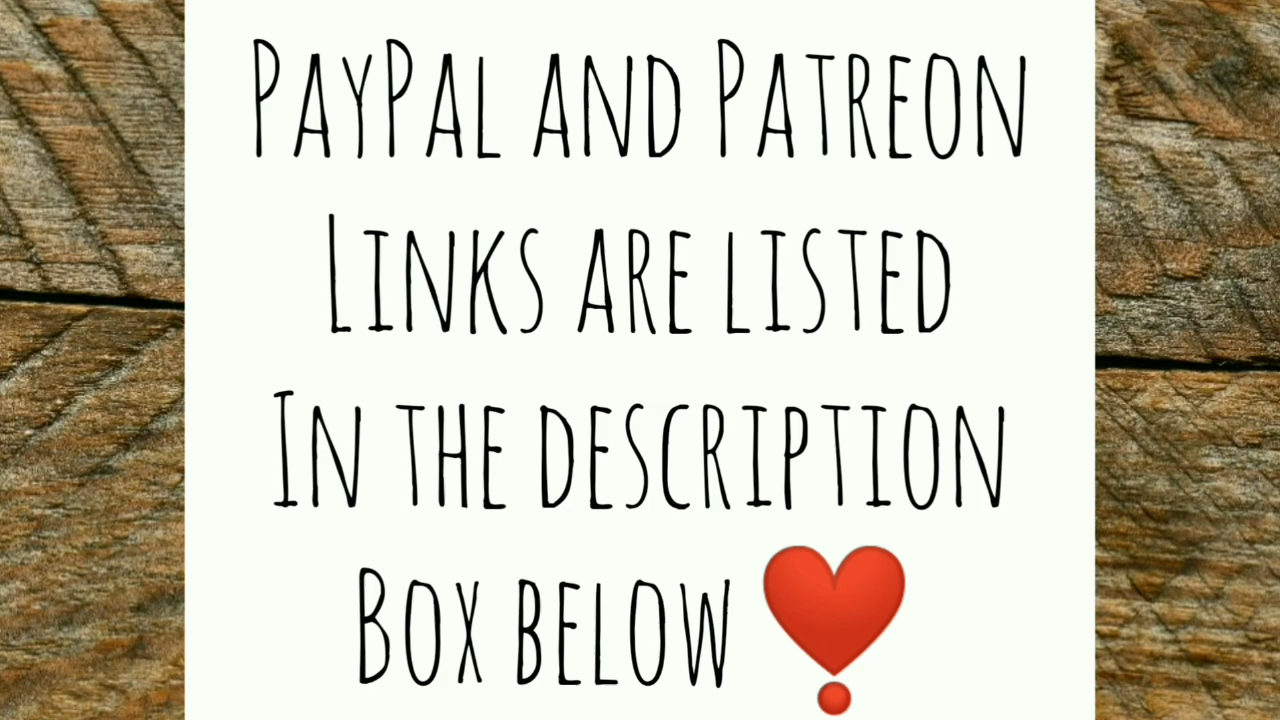 PayPal and Patreon
Links are listed
In the description
Box below ❣️